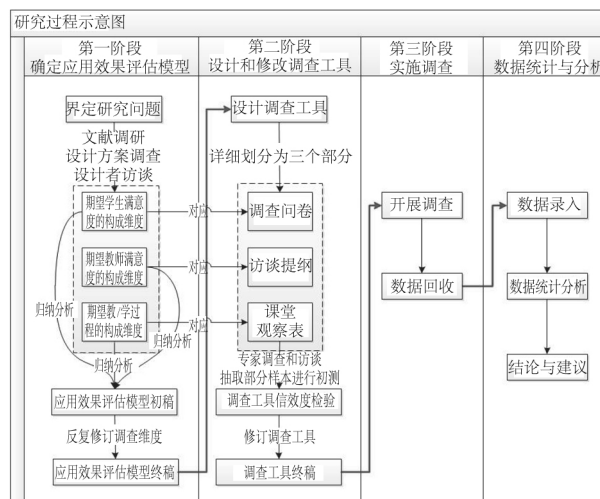 研究过程示意图
第一阶段
确定应用效果评估模型
第二阶段
设计和修改调查工具
第三阶段
实施调查
第四阶段
数据统计与分析
界定研究问题
文献调研
设计方案调查
设计者访谈
期望学生满意
度的构成维度
期望教师满意
度的构成维度
期望教/学过
程的构成维度
归纳分析
归纳分析
归纳分析
应用效果评估模型初稿
反复修订调查维度
应用效果评估模型终稿
对应
对应
对应
设计调查工具
详细划分为三个部分
调查问卷
访谈提纲
课堂
观察表
专家调查和访谈
抽取部分样本进行初测
调查工具信效度检验
修订调查工具
调查工具终稿
开展调查
数据回收
数据录入
数据统计分析
结论与建议